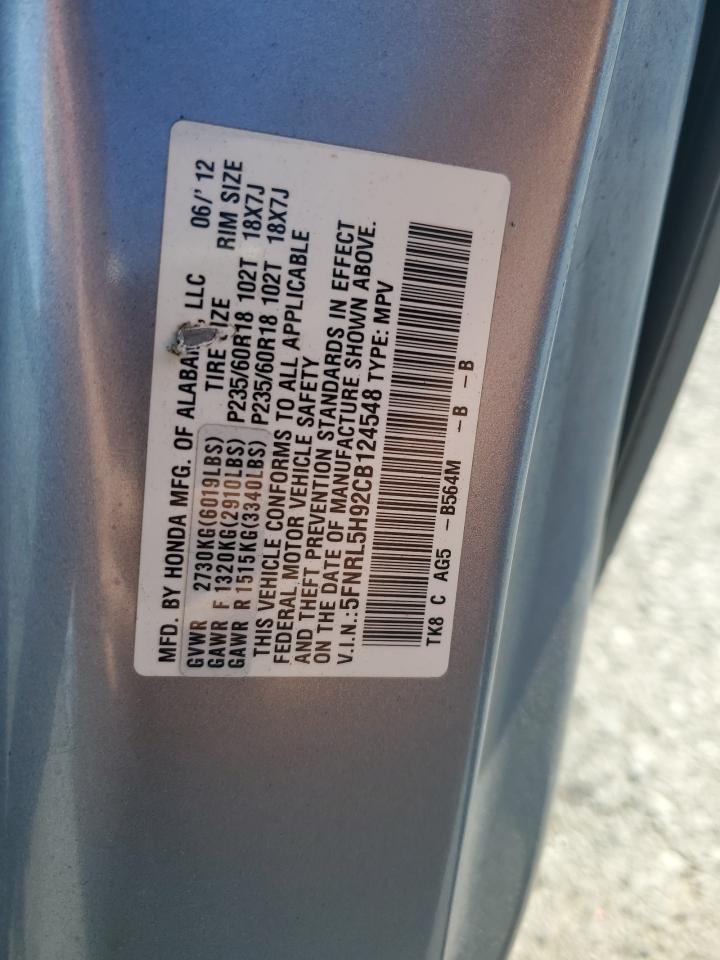 MFD. BY HONDA MFG. OF ALABAMA, LLC 06/'12
GVWR 2730KG(6019LBS) TIRE SIZE RIM SIZE
GAWR F 1320KG(2910LBS) P235/60R18 102T 18X7J
GAWR R 1515KG(3340LBS) P235/60R18 102T 18X7J
THIS VEHICLE CONFORMS TO ALL APPLICABLE
FEDERAL MOTOR VEHICLE SAFETY
AND THEFT PREVENTION STANDARDS IN EFFECT
ON THE DATE OF MANUFACTURE SHOWN ABOVE.
V.I.N.:5FNRL5H92CB124548 TYPE: MPV
TK8 C AG5 -B564M -B -B